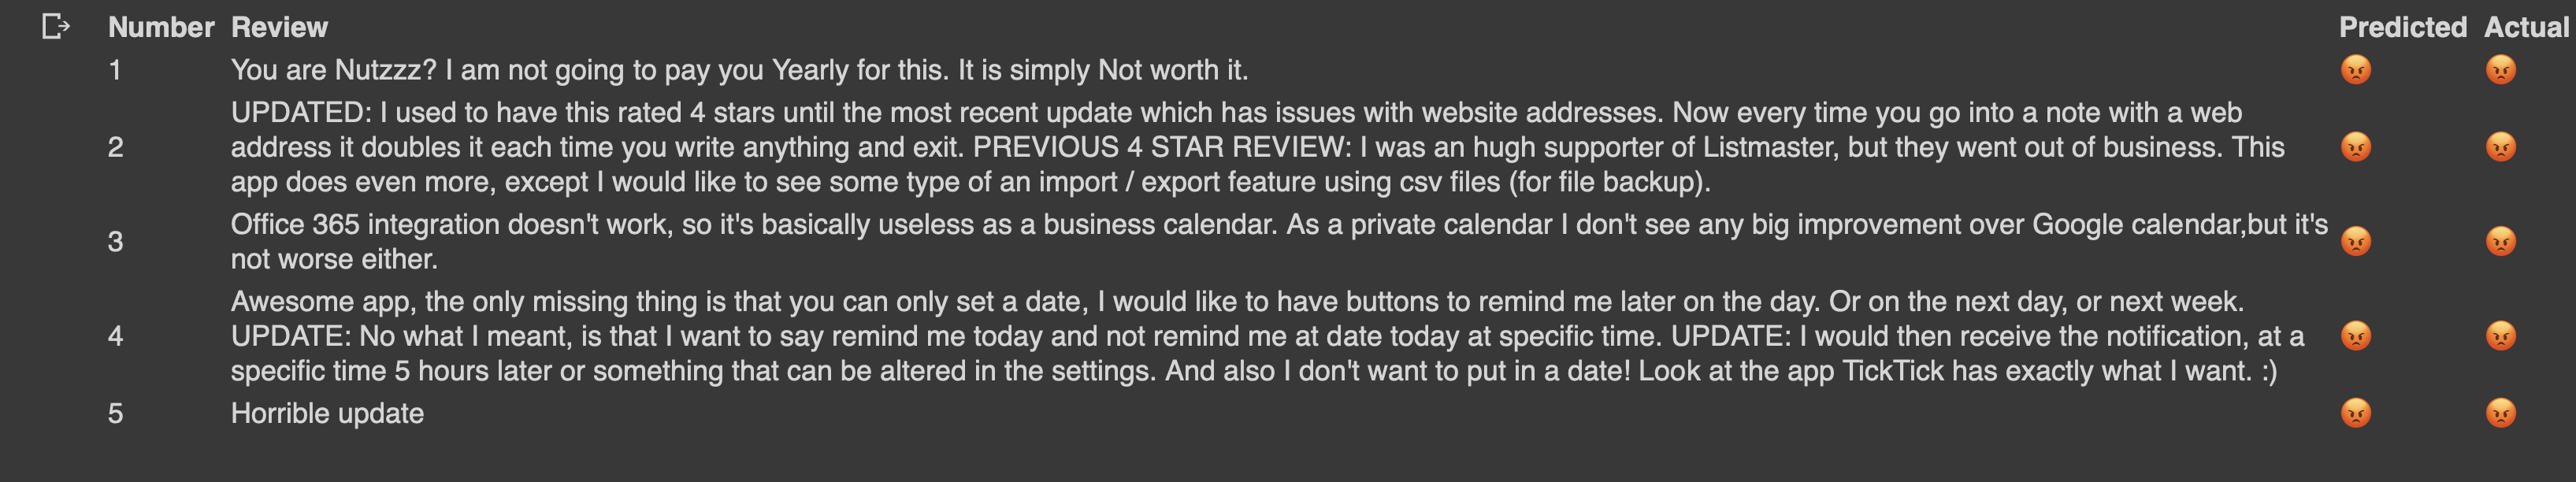 Number Review Predicted Actual
1 You are Nutzzz? I am not going to pay you Yearly for this. It is simply Not worth it. 😡 😡
UPDATED: I used to have this rated 4 stars until the most recent update which has issues with website addresses. Now every time you go into a note with a web
2 address it doubles it each time you write anything and exit. PREVIOUS 4 STAR REVIEW: I was an hugh supporter of Listmaster, but they went out of business. This 😡 😡
app does even more, except I would like to see some type of an import / export feature using csv files (for file backup).
3 Office 365 integration doesn't work, so it's basically useless as a business calendar. As a private calendar I don't see any big improvement over Google calendar,but it's 😡 😡
not worse either.
Awesome app, the only missing thing is that you can only set a date, I would like to have buttons to remind me later on the day. Or on the next day, or next week.
4 UPDATE: No what I meant, is that I want to say remind me today and not remind me at date today at specific time. UPDATE: I would then receive the notification, at a 😡 😡
specific time 5 hours later or something that can be altered in the settings. And also I don't want to put in a date! Look at the app TickTick has exactly what I want. :)
5 Horrible update 😡 😡